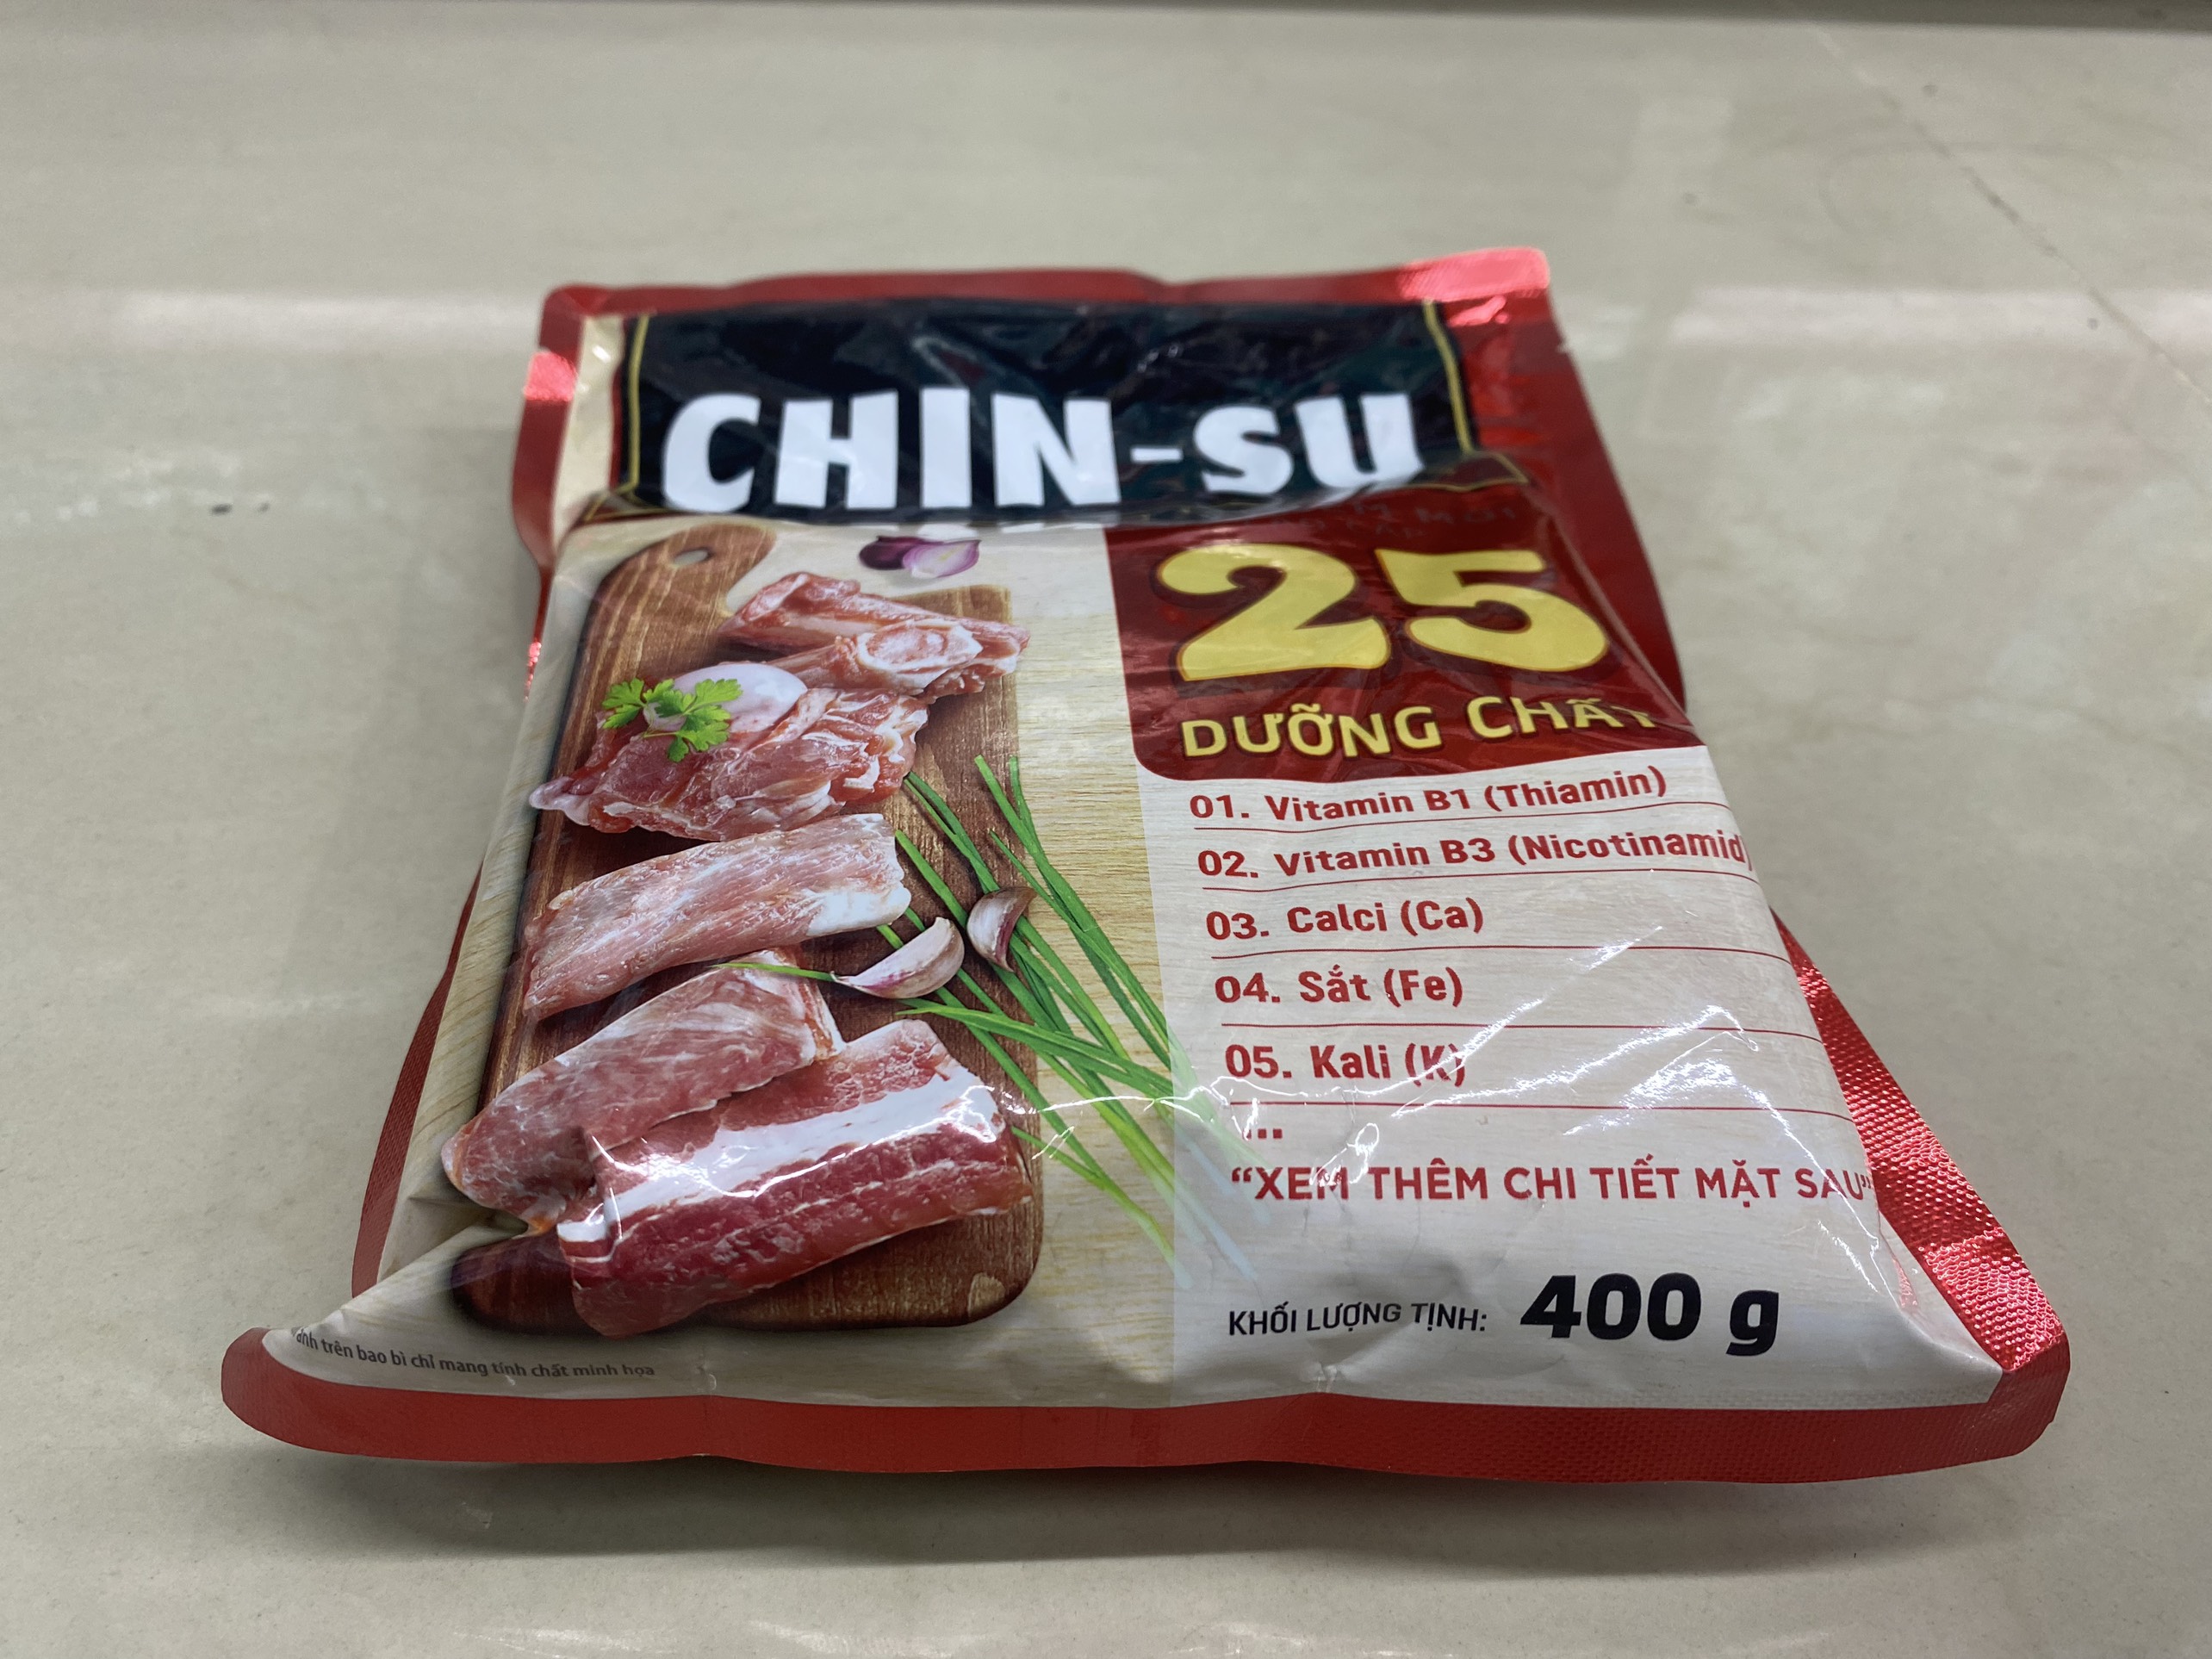 CHIN-SU
25
DƯỠNG CHẤT
01. Vitamin B1 (Thiamin)
02. Vitamin B3 (Nicotinamid)
03. Calci (Ca)
04. Sắt (Fe)
05. Kali (K)
...
“XEM THÊM CHI TIẾT MẶT SAU”
KHỐI LƯỢNG TỊNH: 400 g
trên bao bì chỉ mang tính chất minh họa